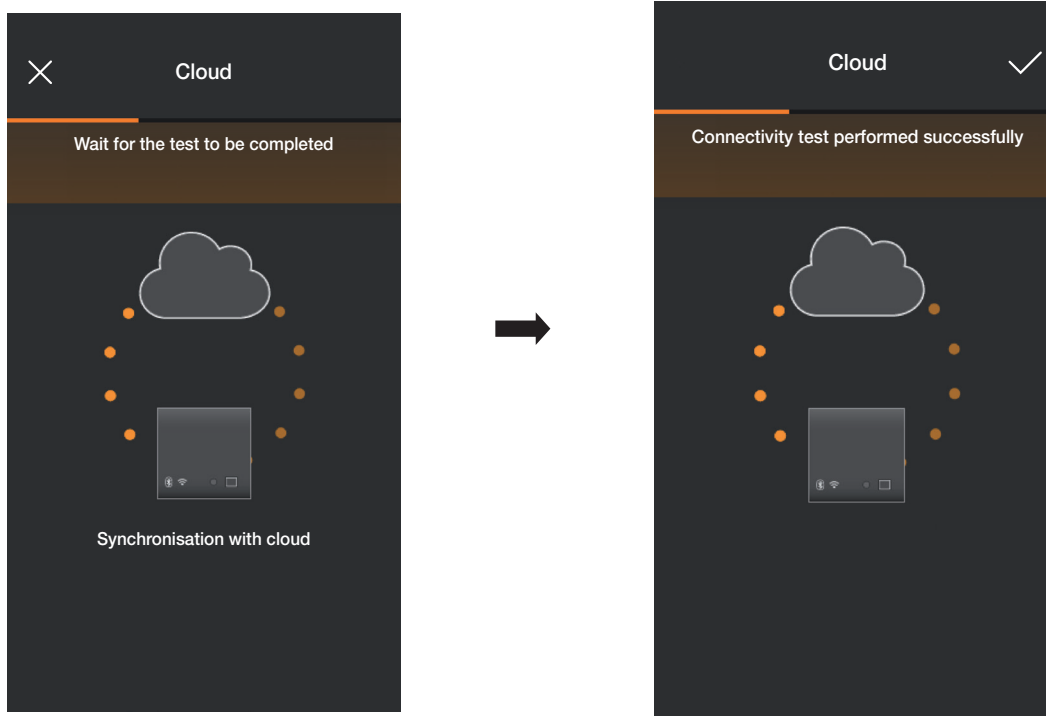 Cloud
Wait for the test to be completed
Synchronisation with cloud
Cloud
Connectivity test performed successfully